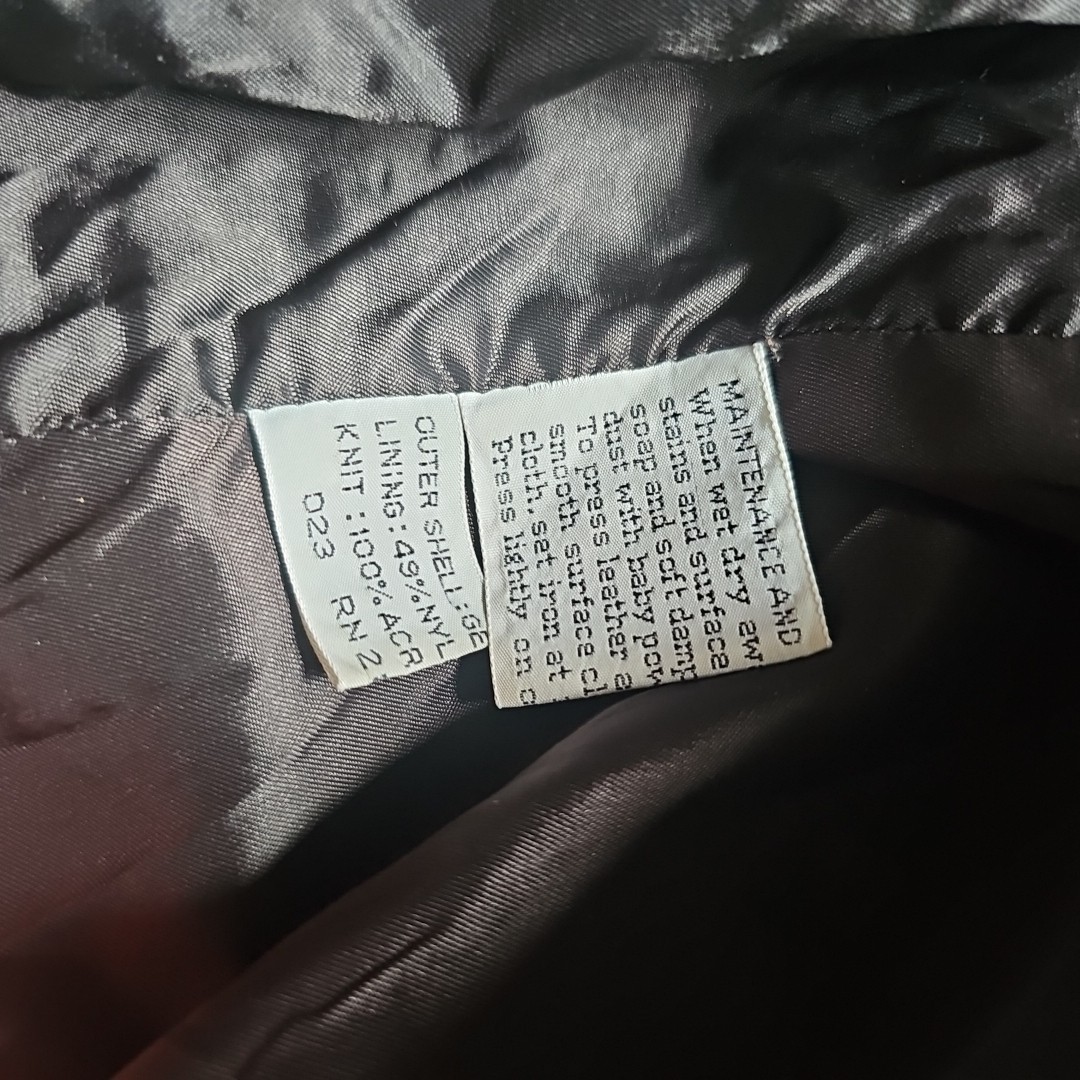 OUTER SHELL:GE
LINING:49%NYL
KNIT :100%ACR
D23 RN 2
MAINTENANCE AND
When wet dry aw
stains and surface
soap and soft damp
dust with baby pow
To press leather a
smooth surface cl
cloth, set iron at
press lightly on c